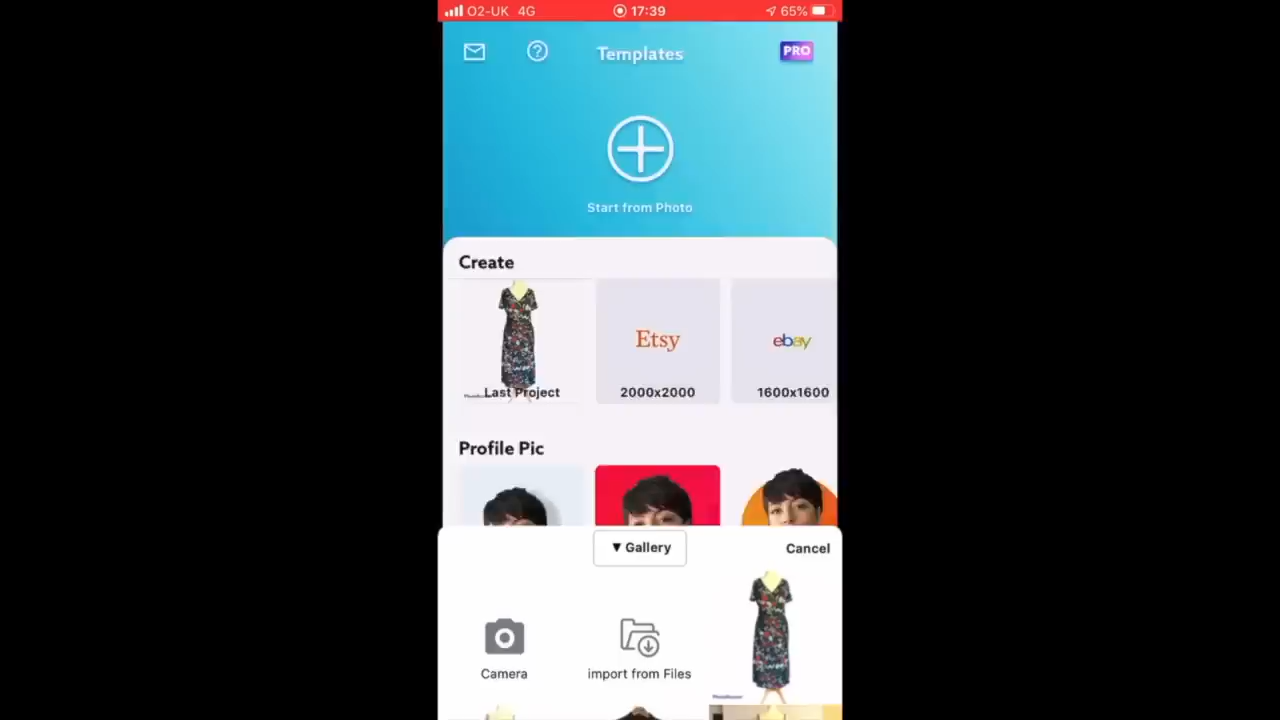 O2-UK 4G 17:39 65%
Templates
PRO
Start from Photo
Create
Last Project
Etsy
2000x2000
ebay
1600x1600
Profile Pic
▼ Gallery
Cancel
Camera
import from Files